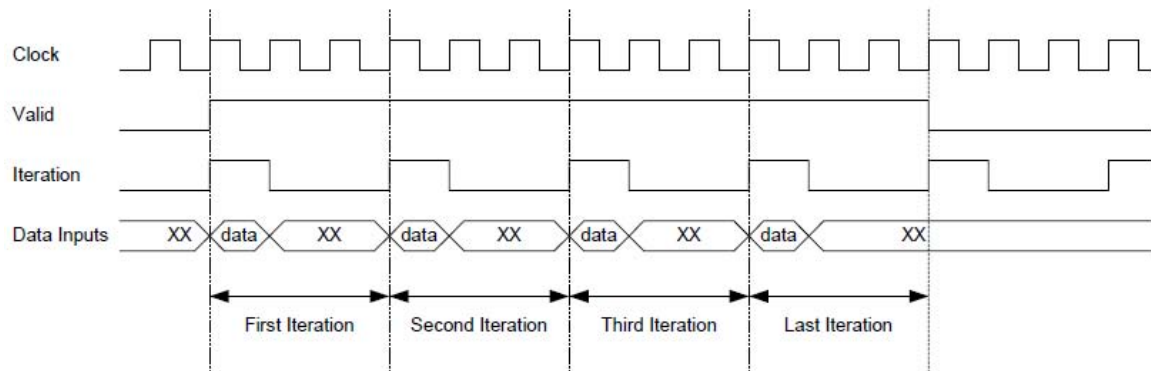 Clock
Valid
Iteration
Data Inputs XX data XX data XX data XX data XX
First Iteration Second Iteration Third Iteration Last Iteration